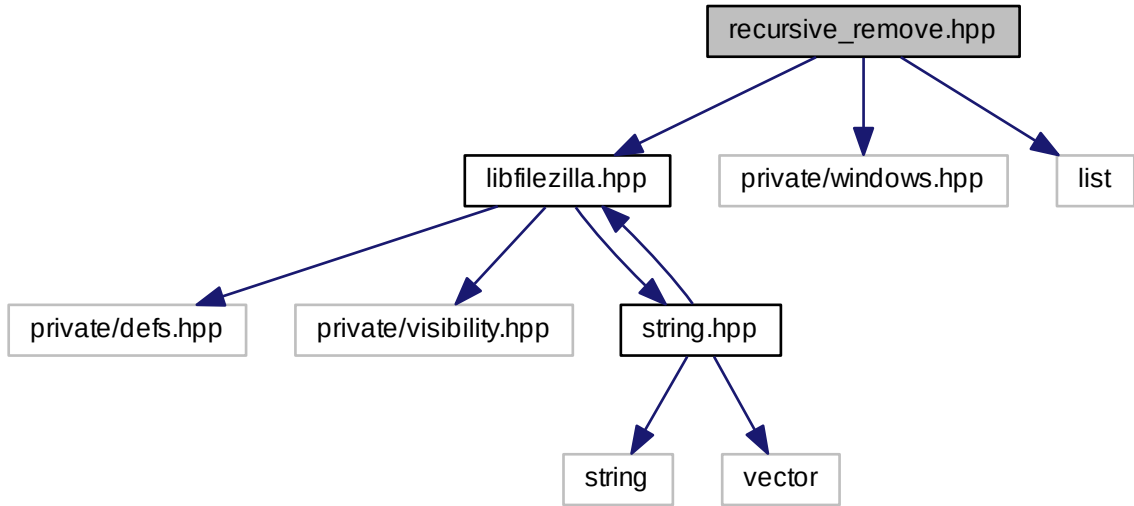 recursive_remove.hpp
libfilezilla.hpp
private/windows.hpp
list
private/defs.hpp
private/visibility.hpp
string.hpp
string
vector